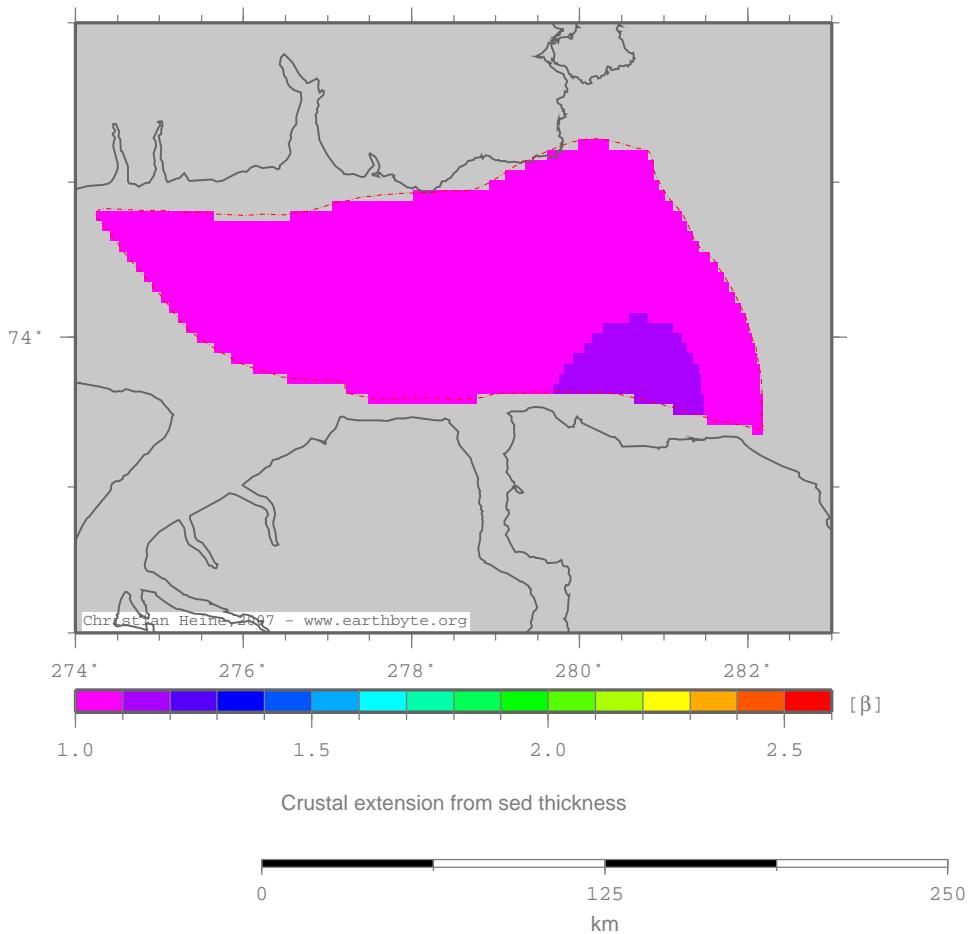 74°
Christian Heine, 2007 - www.earthbyte.org
274° 276° 278° 280° 282°
[β]
1.0 1.5 2.0 2.5
Crustal extension from sed thickness
0 125 250
km